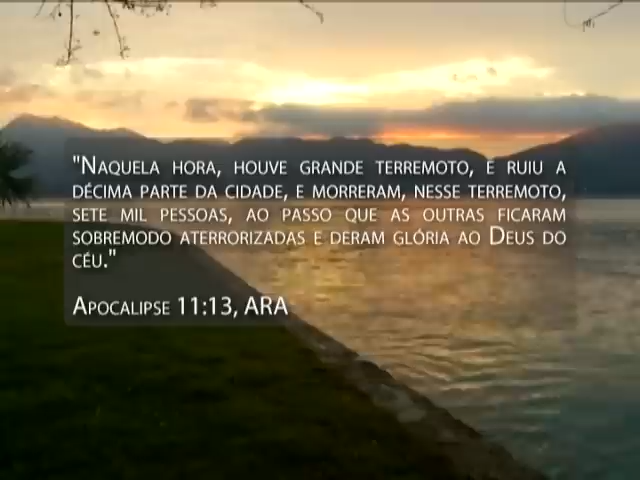 "Naquela hora, houve grande terremoto, e ruiu a
décima parte da cidade, e morreram, nesse terremoto,
sete mil pessoas, ao passo que as outras ficaram
sobremodo aterrorizadas e deram glória ao Deus do
céu."
Apocalipse 11:13, ARA